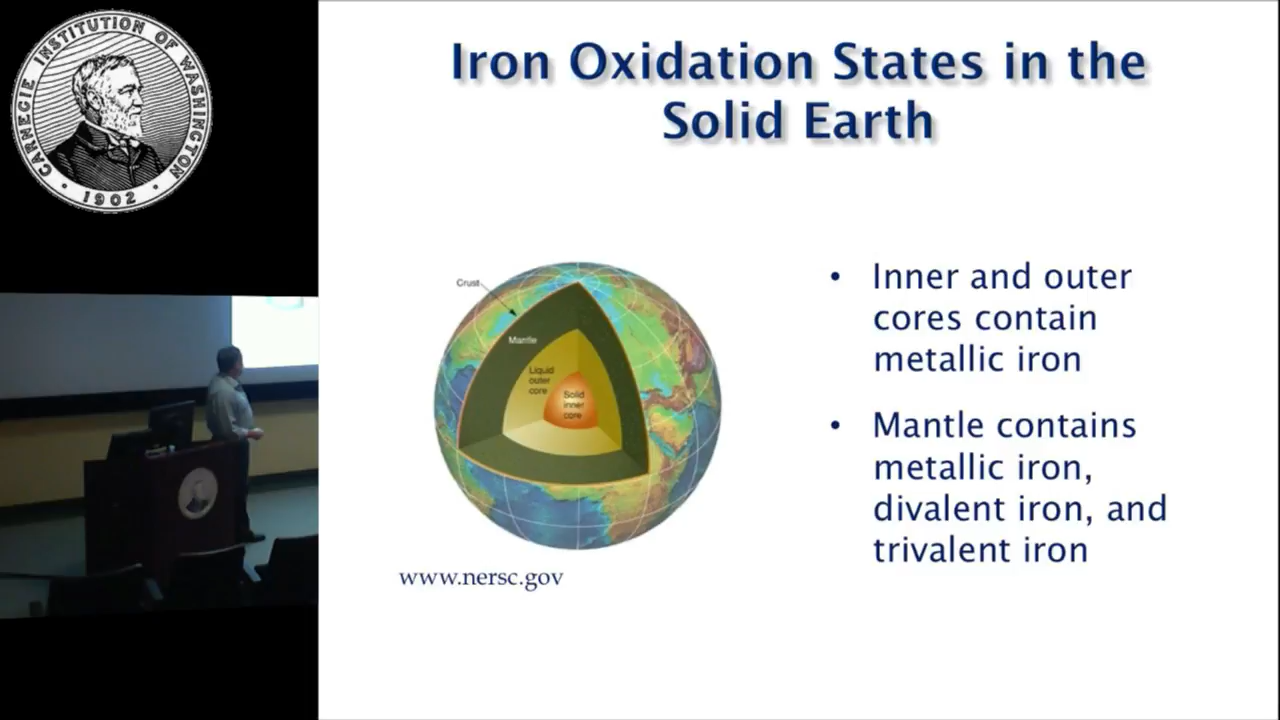 CARNEGIE INSTITUTION OF WASHINGTON
· 1902 ·
Iron Oxidation States in the
Solid Earth
Crust
Mantle
Liquid
outer
core
Solid
inner
core
www.nersc.gov
• Inner and outer
cores contain
metallic iron
• Mantle contains
metallic iron,
divalent iron, and
trivalent iron